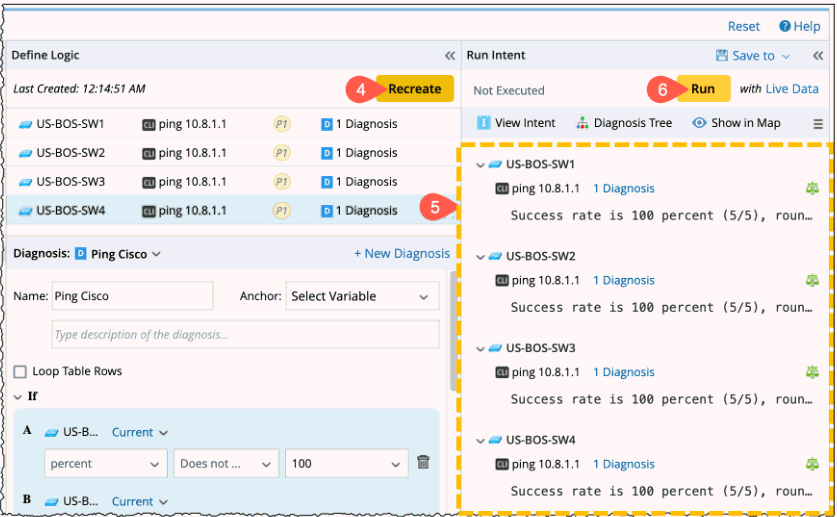 Reset ? Help
Define Logic
Last Created: 12:14:51 AM 4 Recreate
US-BOS-SW1 CLI ping 10.8.1.1 P1 D 1 Diagnosis
US-BOS-SW2 CLI ping 10.8.1.1 P1 D 1 Diagnosis
US-BOS-SW3 CLI ping 10.8.1.1 P1 D 1 Diagnosis
US-BOS-SW4 CLI ping 10.8.1.1 P1 D 1 Diagnosis
Diagnosis: D Ping Cisco + New Diagnosis
Name: Ping Cisco Anchor: Select Variable
Type description of the diagnosis...
Loop Table Rows
If
A US-B... Current
percent Does not ... 100
B US-B... Current
Run Intent Save to
Not Executed 6 Run with Live Data
I View Intent Diagnosis Tree Show in Map
5
US-BOS-SW1
CLI ping 10.8.1.1 1 Diagnosis
Success rate is 100 percent (5/5), roun...
US-BOS-SW2
CLI ping 10.8.1.1 1 Diagnosis
Success rate is 100 percent (5/5), roun...
US-BOS-SW3
CLI ping 10.8.1.1 1 Diagnosis
Success rate is 100 percent (5/5), roun...
US-BOS-SW4
CLI ping 10.8.1.1 1 Diagnosis
Success rate is 100 percent (5/5), roun...